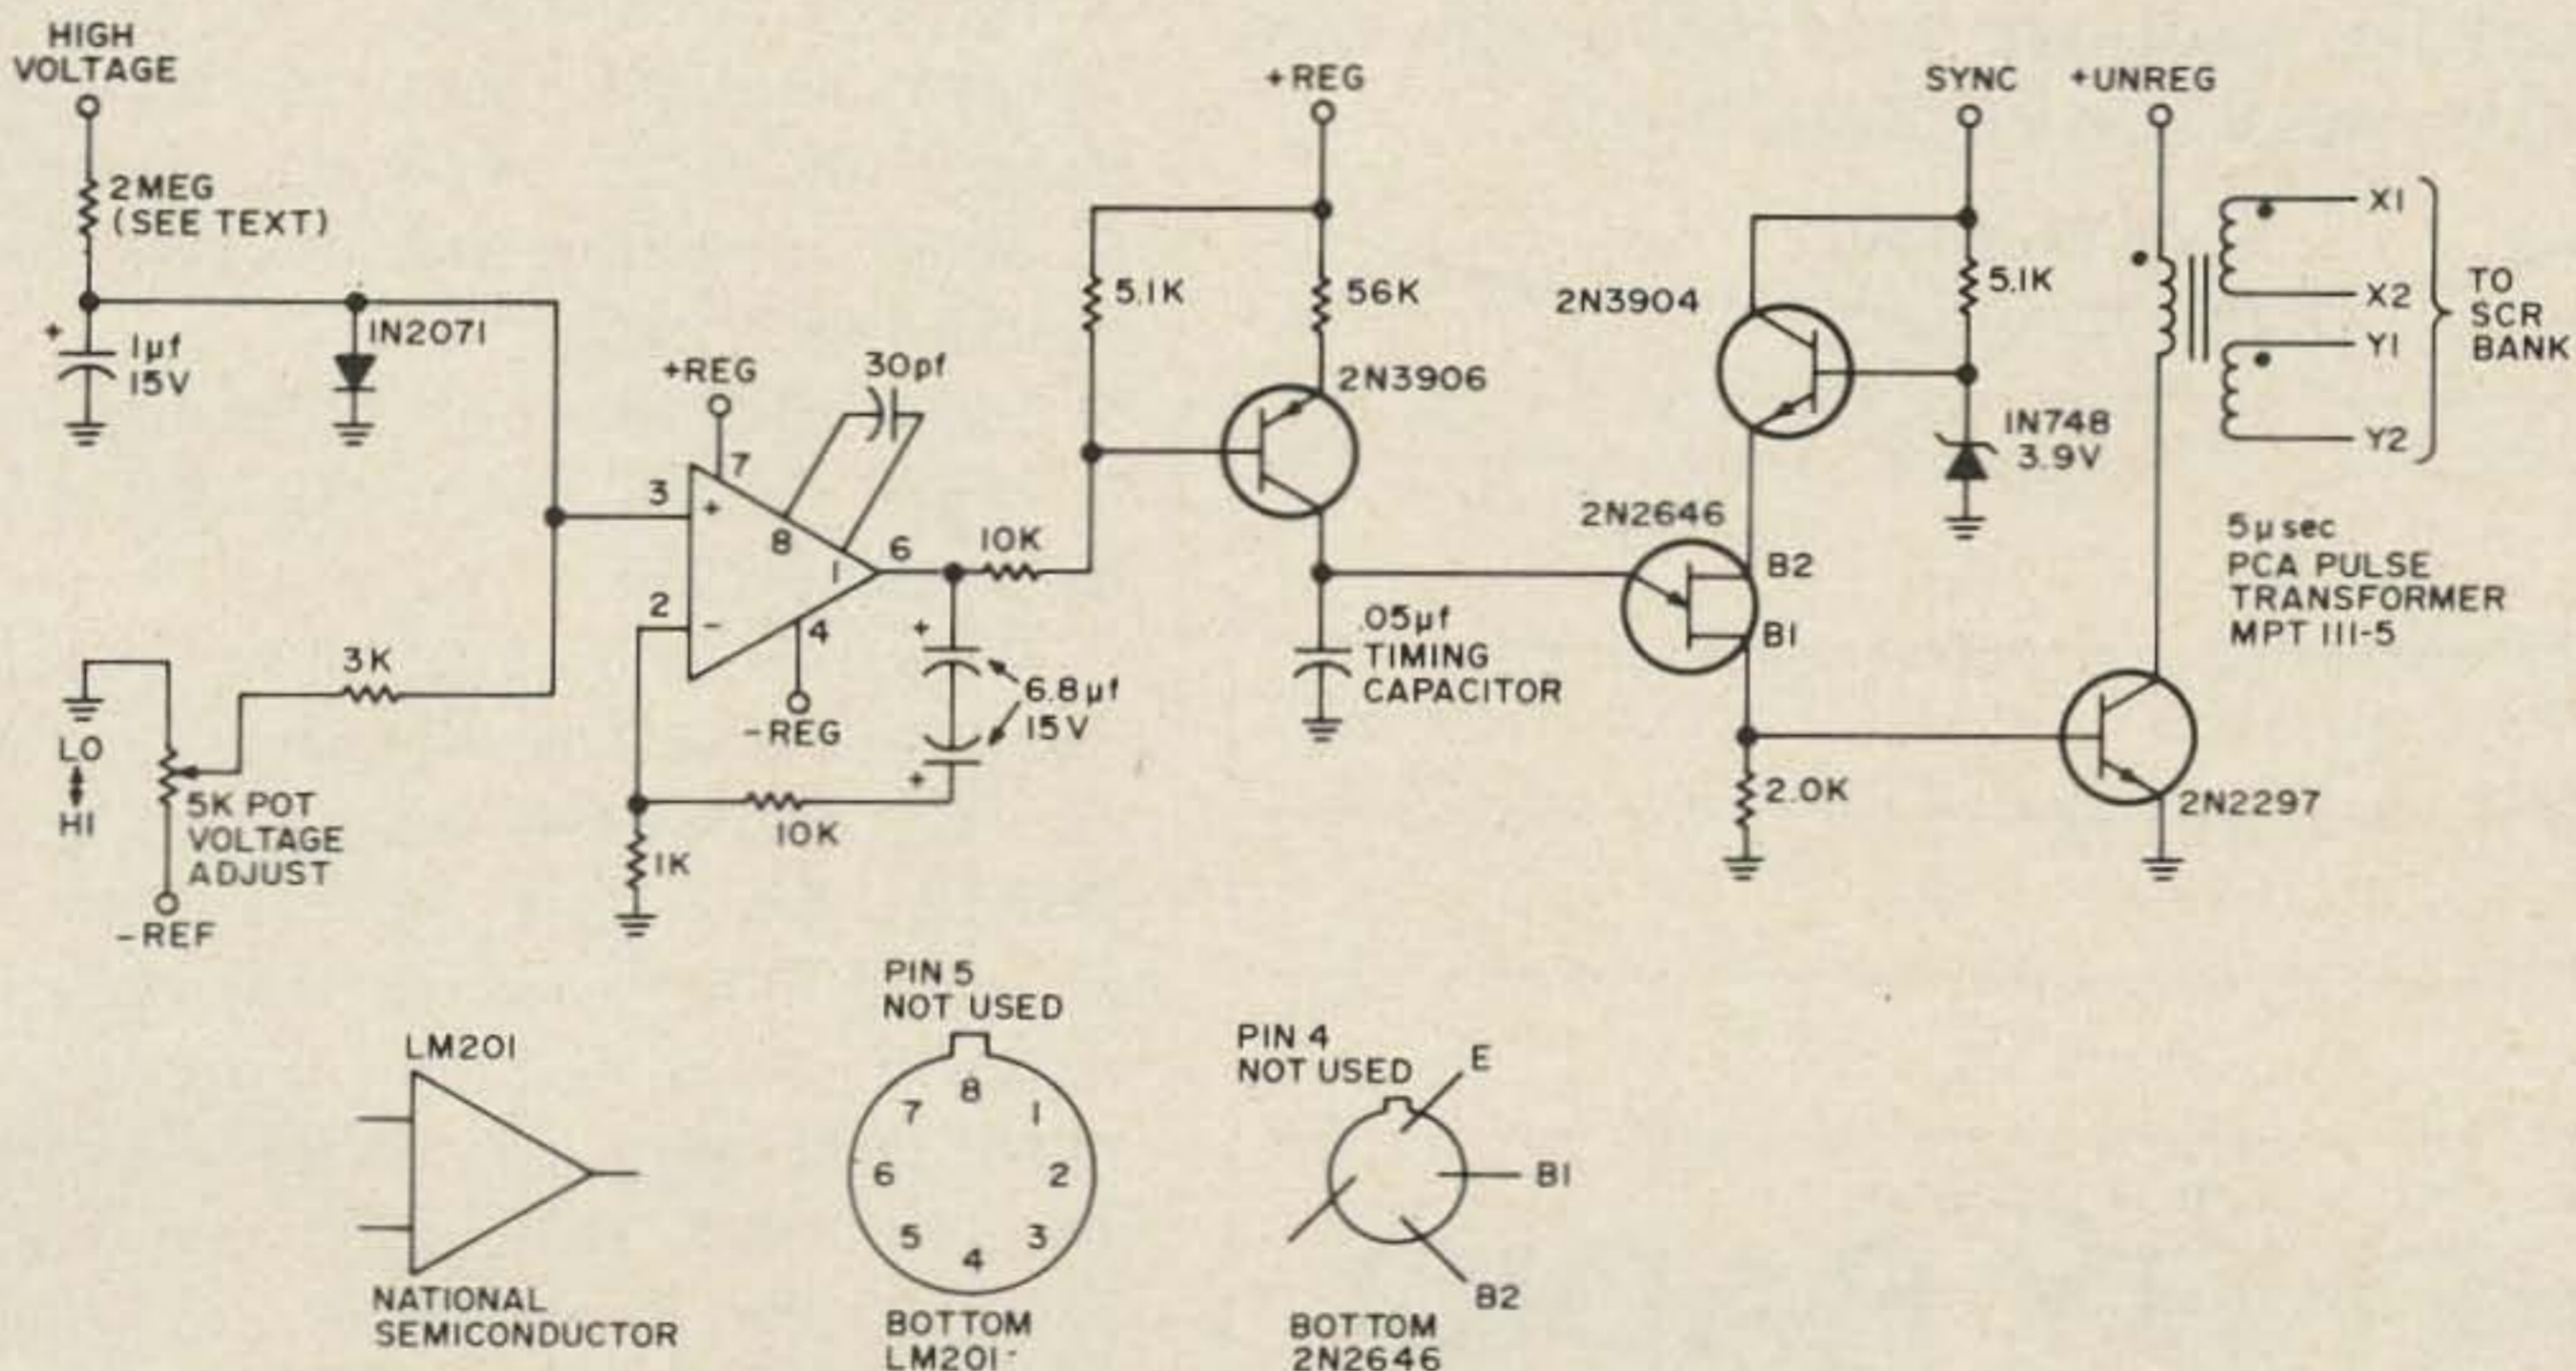 HIGH
VOLTAGE
2 MEG
(SEE TEXT)
+
1µf
15V
IN2071
+REG
7
30pf
3
+
8
1
6
2
-
4
-REG
10K
+
6.8µf
15V
+
10K
1K
3K
LO
HI
5K POT
VOLTAGE
ADJUST
-REF
+REG
5.1K
56K
2N3906
.05µf
TIMING
CAPACITOR
SYNC
+UNREG
2N3904
5.1K
IN748
3.9V
2N2646
B2
B1
2.0K
2N2297
X1
X2
Y1
Y2
TO
SCR
BANK
5µsec
PCA PULSE
TRANSFORMER
MPT III-5
LM201
NATIONAL
SEMICONDUCTOR
PIN 5
NOT USED
8
7
1
6
2
5
3
4
BOTTOM
LM201
PIN 4
NOT USED
E
B1
B2
BOTTOM
2N2646